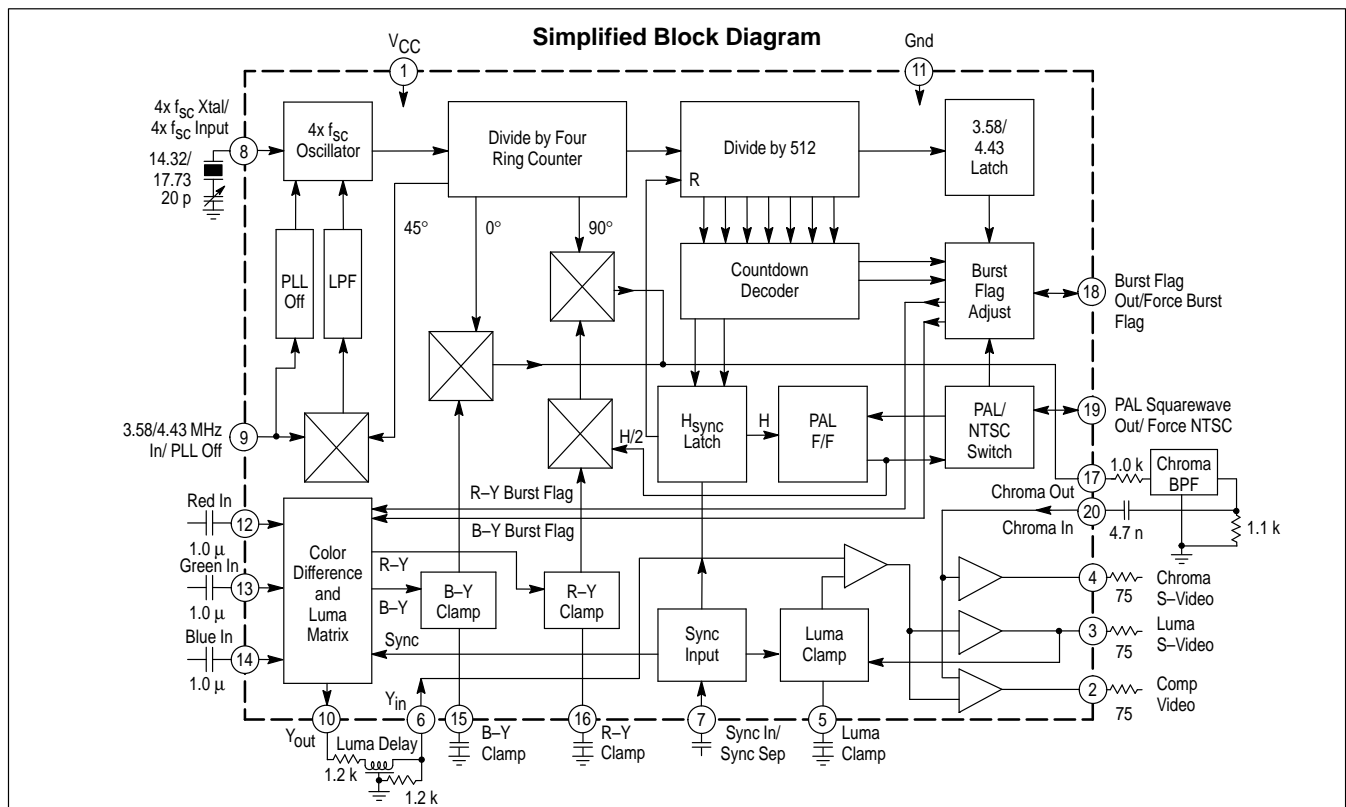 Simplified Block Diagram
VCC
1
Gnd
11
4x fsc Xtal/
4x fsc Input
8
14.32/
17.73
20 p
4x fsc
Oscillator
Divide by Four
Ring Counter
Divide by 512
R
3.58/
4.43
Latch
45°
0°
90°
PLL
Off
LPF
Countdown
Decoder
Burst
Flag
Adjust
18
Burst Flag
Out/Force Burst
Flag
3.58/4.43 MHz
In/ PLL Off
9
H/2
Hsync
Latch
H
PAL
F/F
PAL/
NTSC
Switch
19
PAL Squarewave
Out/ Force NTSC
17
1.0 k
Chroma
BPF
Chroma Out
20
Chroma In
4.7 n
1.1 k
R–Y Burst Flag
B–Y Burst Flag
Red In
12
1.0 µ
Green In
13
1.0 µ
Blue In
14
1.0 µ
Color
Difference
and
Luma
Matrix
R–Y
B–Y
Sync
B–Y
Clamp
R–Y
Clamp
Sync
Input
Luma
Clamp
4
75
Chroma
S–Video
3
75
Luma
S–Video
2
75
Comp
Video
10
Yout
Yin
6
15
B–Y
Clamp
16
R–Y
Clamp
7
Sync In/
Sync Sep
5
Luma
Clamp
Luma Delay
1.2 k
1.2 k